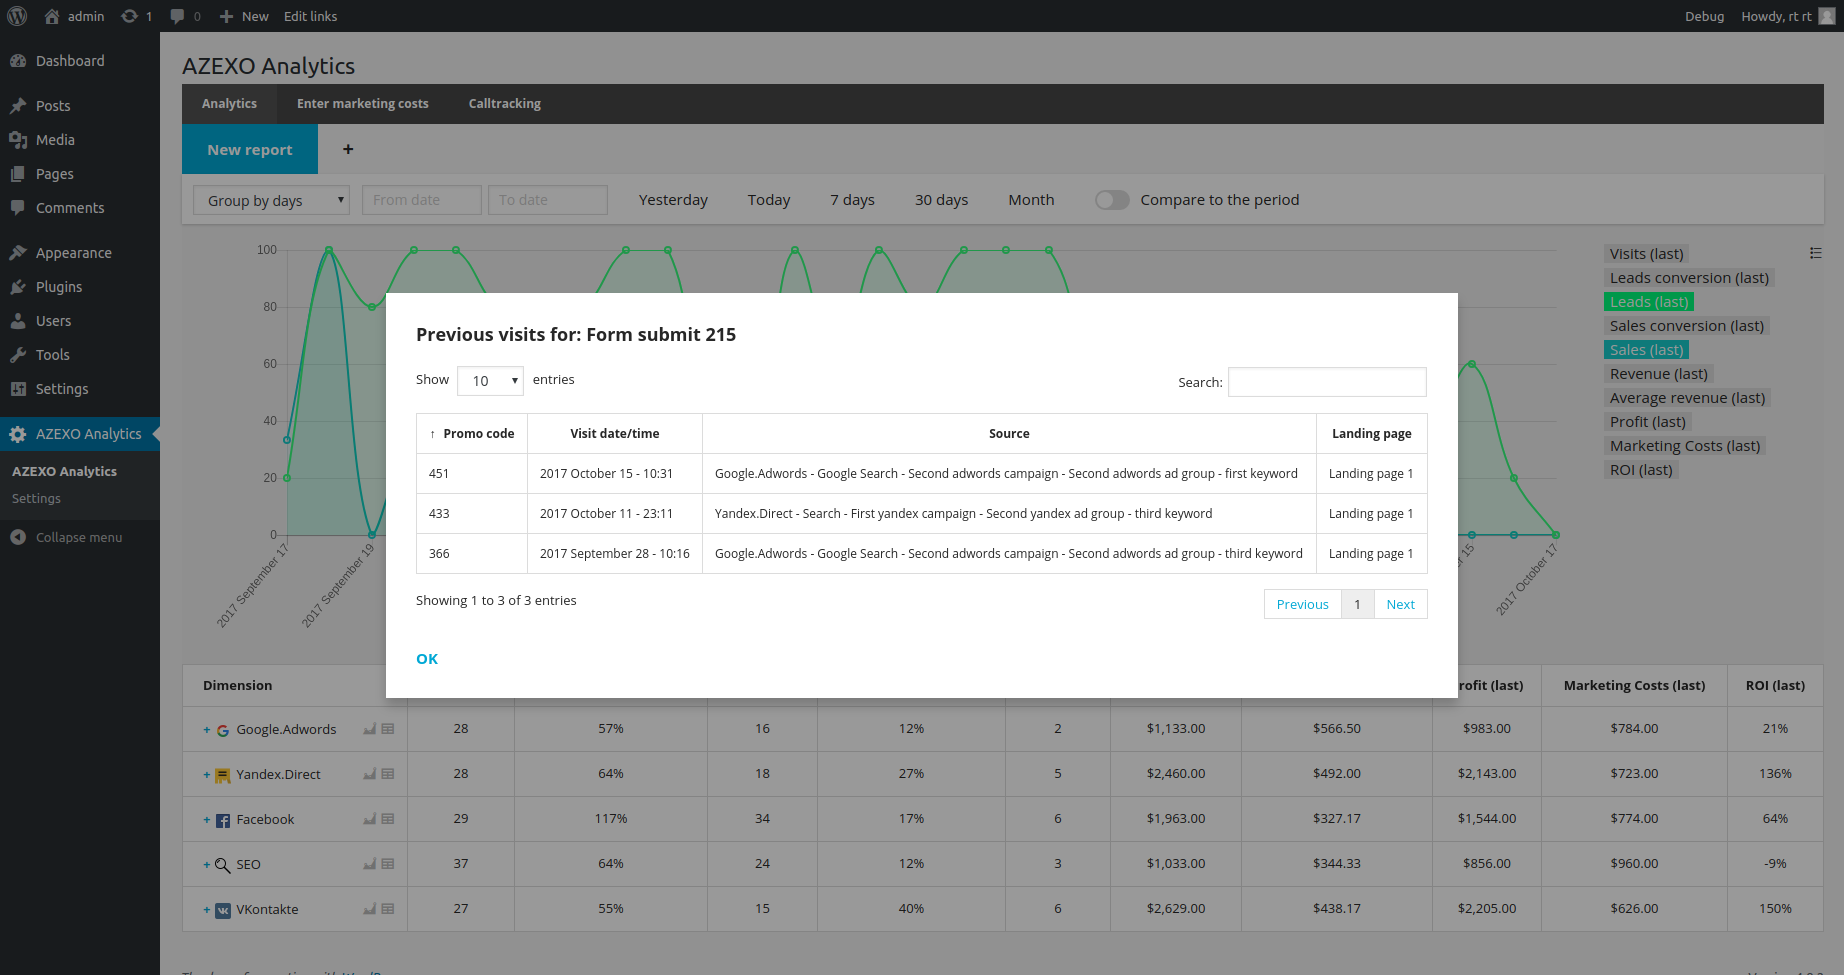 admin 1 0 New Edit links Debug Howdy, rt rt
Dashboard
Posts
Media
Pages
Comments
Appearance
Plugins
Users
Tools
Settings
AZEXO Analytics
AZEXO Analytics
Settings
Collapse menu
AZEXO Analytics
Analytics Enter marketing costs Calltracking
New report +
Group by days From date To date Yesterday Today 7 days 30 days Month Compare to the period
100
80
60
40
20
0
2017 September 17
2017 September 19
15
2017 October 17
Visits (last)
Leads conversion (last)
Leads (last)
Sales conversion (last)
Sales (last)
Revenue (last)
Average revenue (last)
Profit (last)
Marketing Costs (last)
ROI (last)
Previous visits for: Form submit 215
Show 10 entries Search:
↑ Promo code Visit date/time Source Landing page
451 2017 October 15 - 10:31 Google.Adwords - Google Search - Second adwords campaign - Second adwords ad group - first keyword Landing page 1
433 2017 October 11 - 23:11 Yandex.Direct - Search - First yandex campaign - Second yandex ad group - third keyword Landing page 1
366 2017 September 28 - 10:16 Google.Adwords - Google Search - Second adwords campaign - Second adwords ad group - third keyword Landing page 1
Showing 1 to 3 of 3 entries Previous 1 Next
OK
Dimension rofit (last) Marketing Costs (last) ROI (last)
+ Google.Adwords 28 57% 16 12% 2 $1,133.00 $566.50 $983.00 $784.00 21%
+ Yandex.Direct 28 64% 18 27% 5 $2,460.00 $492.00 $2,143.00 $723.00 136%
+ Facebook 29 117% 34 17% 6 $1,963.00 $327.17 $1,544.00 $774.00 64%
+ SEO 37 64% 24 12% 3 $1,033.00 $344.33 $856.00 $960.00 -9%
+ VKontakte 27 55% 15 40% 6 $2,629.00 $438.17 $2,205.00 $626.00 150%